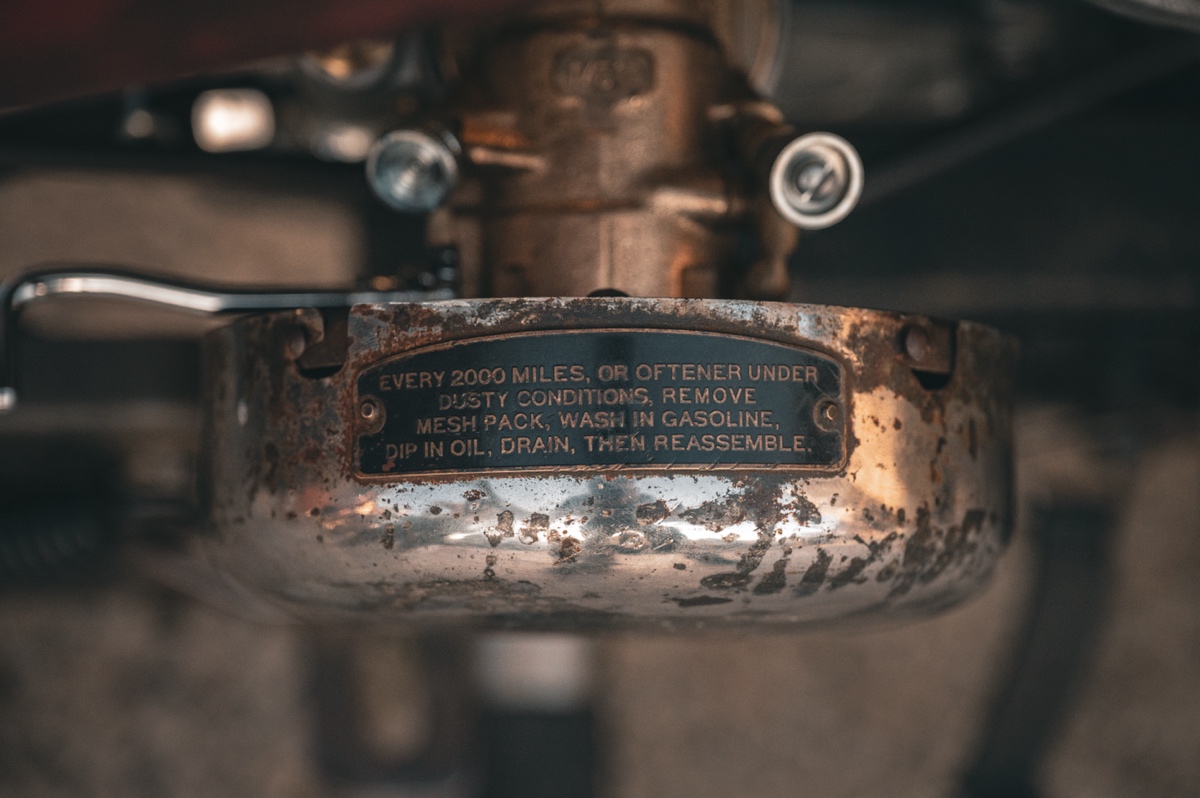 EVERY 2000 MILES, OR OFTENER UNDER
DUSTY CONDITIONS, REMOVE
MESH PACK, WASH IN GASOLINE,
DIP IN OIL, DRAIN, THEN REASSEMBLE.